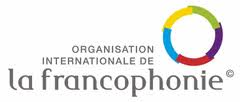 ORGANISATION
INTERNATIONALE DE
la francophonie©